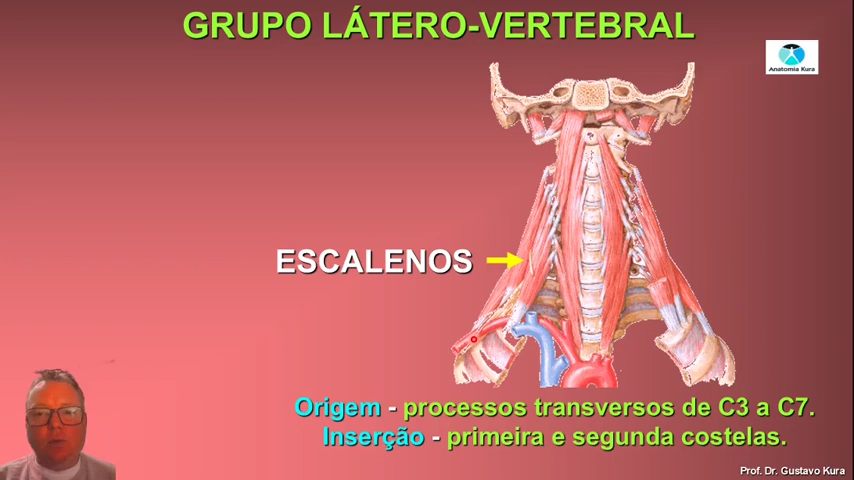 GRUPO LÁTERO-VERTEBRAL
Anatomia Kura
ESCALENOS
Origem - processos transversos de C3 a C7.
Inserção - primeira e segunda costelas.
Prof. Dr. Gustavo Kura